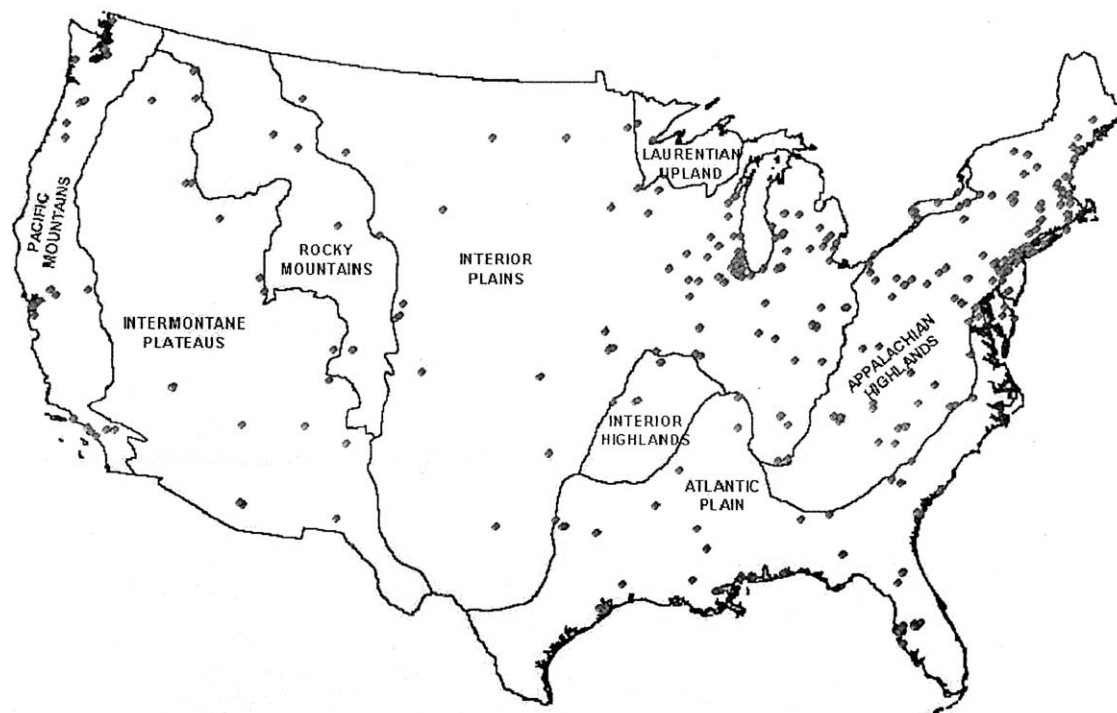 LAURENTIAN
UPLAND
PACIFIC
MOUNTAINS
ROCKY
MOUNTAINS
INTERIOR
PLAINS
INTERMONTANE
PLATEAUS
APPALACHIAN
HIGHLANDS
INTERIOR
HIGHLANDS
ATLANTIC
PLAIN